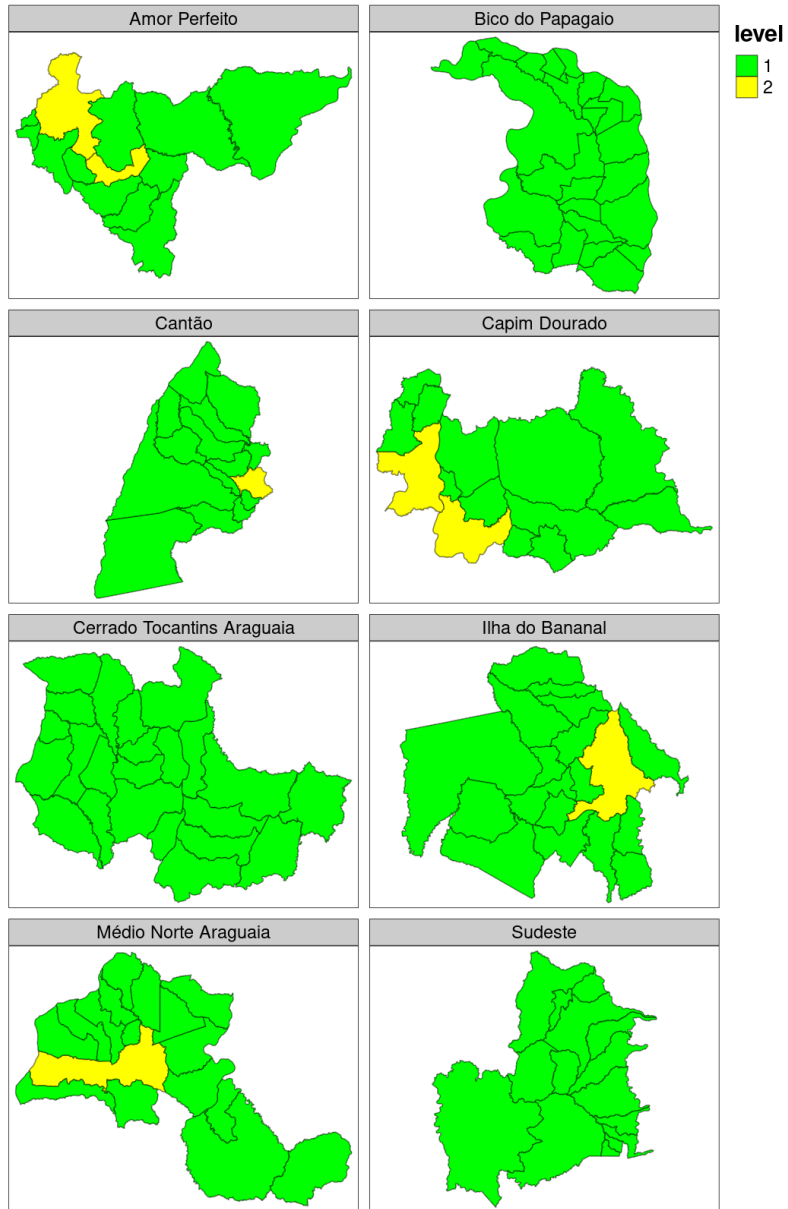 Amor Perfeito
Bico do Papagaio
level
1
2
Cantão
Capim Dourado
Cerrado Tocantins Araguaia
Ilha do Bananal
Médio Norte Araguaia
Sudeste